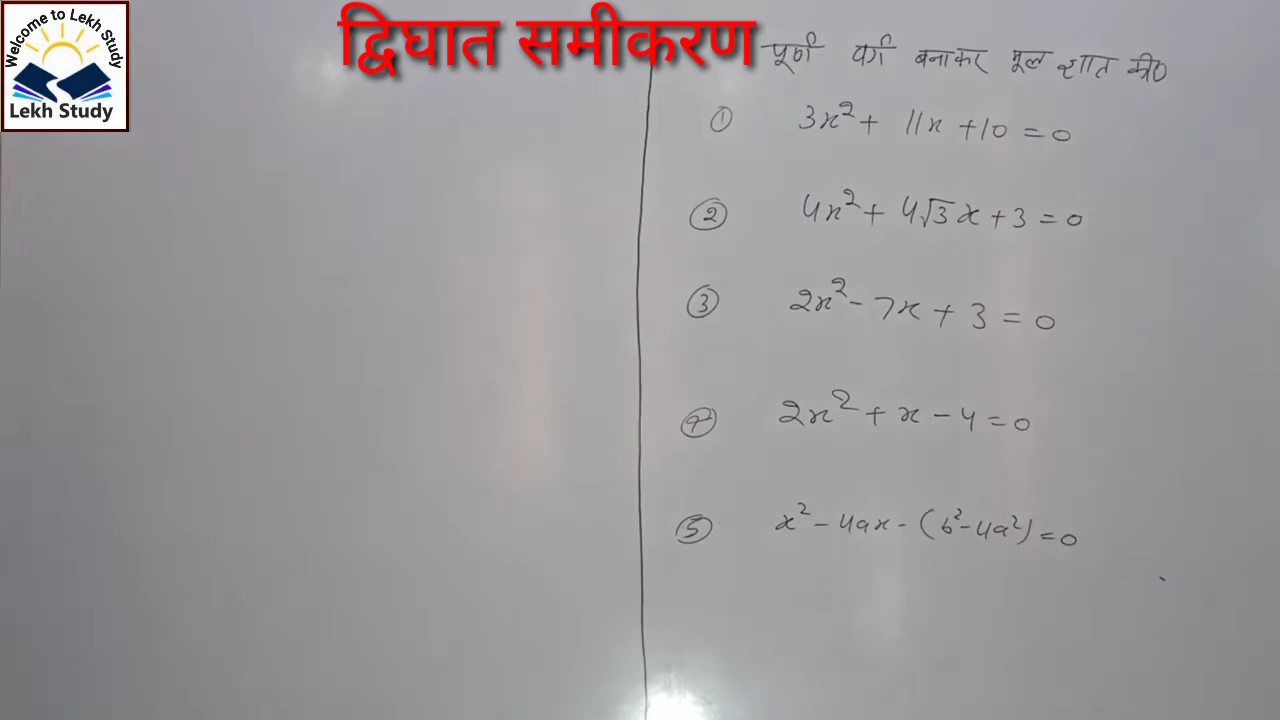 Welcome to Lekh Study
Lekh Study
द्विघात समीकरण
पूर्ण वर्ग बनाकर मूल ज्ञात की०
① 3x² + 11x + 10 = 0
② 4x² + 4√3x + 3 = 0
③ 2x² - 7x + 3 = 0
④ 2x² + x - 4 = 0
⑤ x² - 4ax - (b² - 4a²) = 0